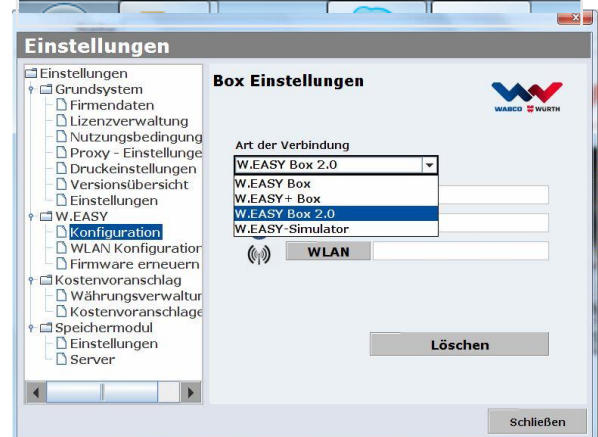 Einstellungen
Einstellungen
Grundsystem
Firmendaten
Lizenzverwaltung
Nutzungsbedingung
Proxy - Einstellunge
Druckeinstellungen
Versionsübersicht
Einstellungen
W.EASY
Konfiguration
WLAN Konfiguration
Firmware erneuern
Kostenvoranschlag
Währungsverwaltur
Kostenvoranschlage
Speichermodul
Einstellungen
Server
Box Einstellungen
WABCO WÜRTH
Art der Verbindung
W.EASY Box 2.0
W.EASY Box
W.EASY+ Box
W.EASY Box 2.0
W.EASY-Simulator
WLAN
Löschen
Schließen